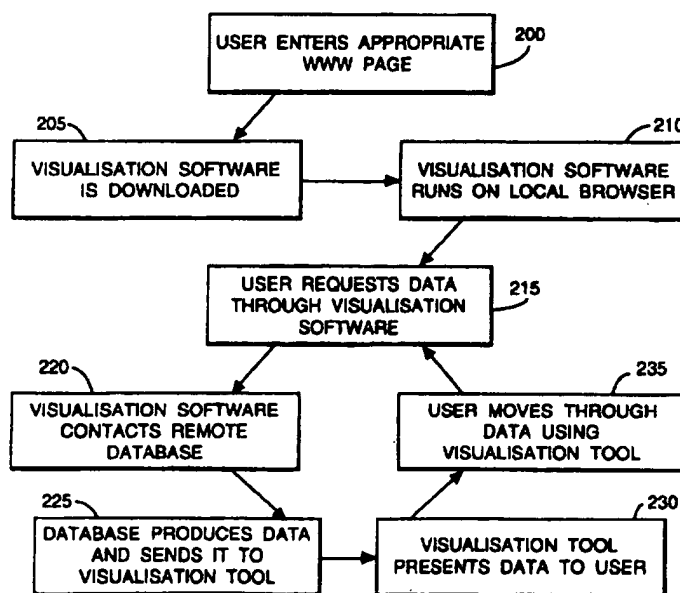 USER ENTERS APPROPRIATE
WWW PAGE
200
205
VISUALISATION SOFTWARE
IS DOWNLOADED
210
VISUALISATION SOFTWARE
RUNS ON LOCAL BROWSER
USER REQUESTS DATA
THROUGH VISUALISATION
SOFTWARE
215
220
VISUALISATION SOFTWARE
CONTACTS REMOTE
DATABASE
235
USER MOVES THROUGH
DATA USING
VISUALISATION TOOL
225
DATABASE PRODUCES DATA
AND SENDS IT TO
VISUALISATION TOOL
230
VISUALISATION TOOL
PRESENTS DATA TO USER